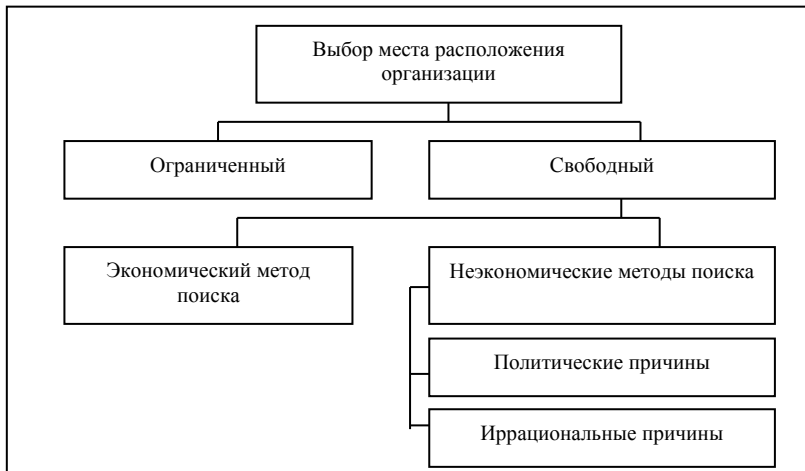 Выбор места расположения
организации
Ограниченный
Свободный
Экономический метод
поиска
Неэкономические методы поиска
Политические причины
Иррациональные причины